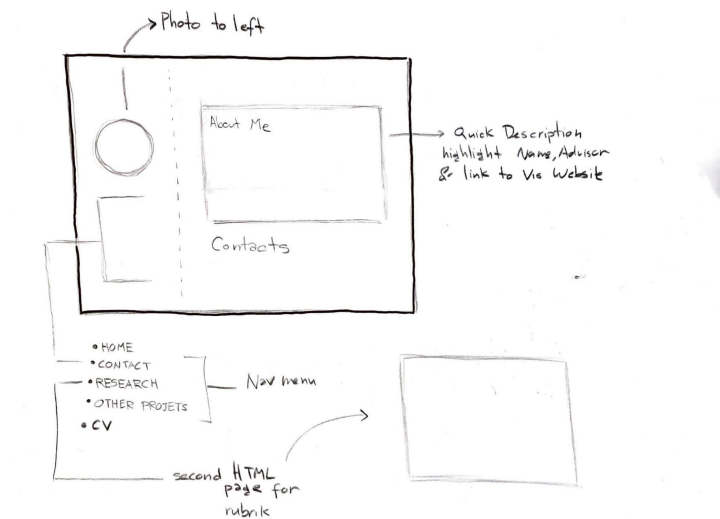 Photo to left
About Me
Quick Description
highlight Name, Advisor
& link to Vis Website
Contacts
• HOME
• CONTACT
• RESEARCH
• OTHER PROJETS
• CV
Nav menu
second HTML
page for
rubrik